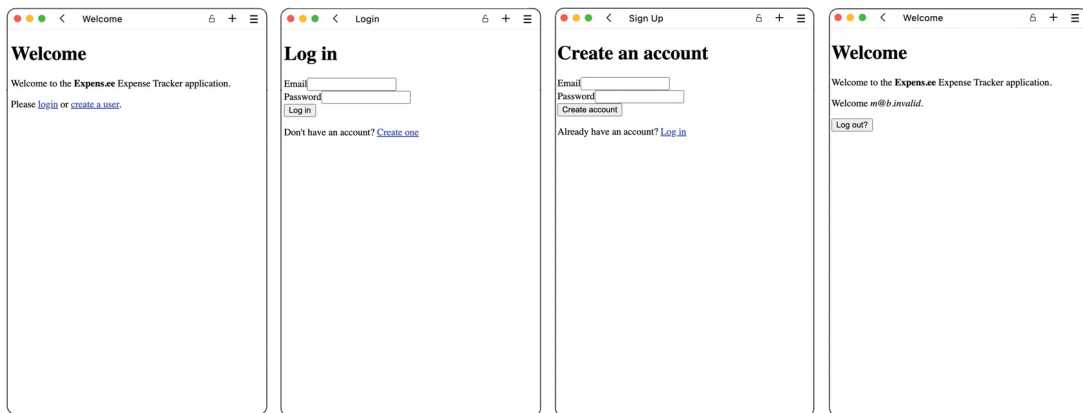 Welcome
Welcome
Welcome to the Expens.ee Expense Tracker application.
Please login or create a user.
Login
Log in
Email
Password
Log in
Don't have an account? Create one
Sign Up
Create an account
Email
Password
Create account
Already have an account? Log in
Welcome
Welcome
Welcome to the Expens.ee Expense Tracker application.
Welcome m@b.invalid.
Log out?